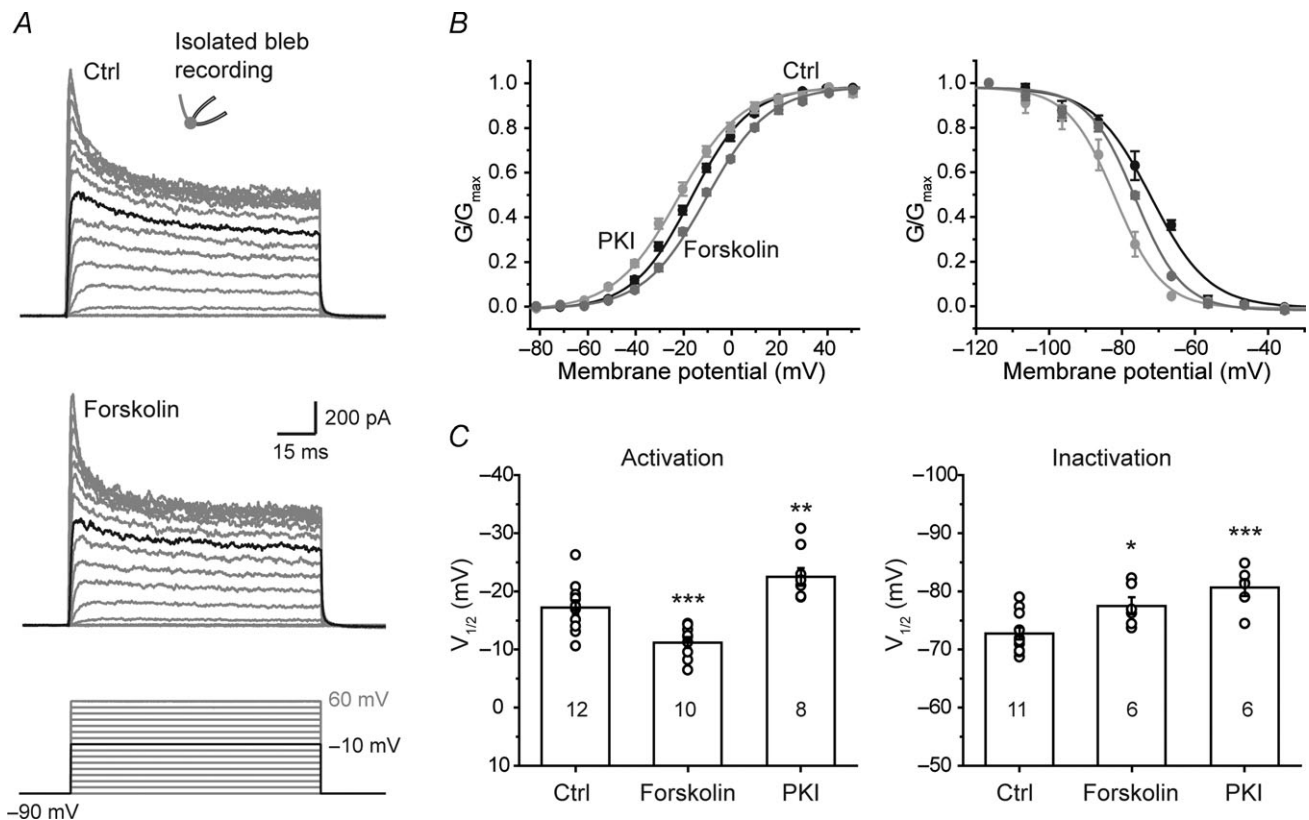 A
Isolated bleb
recording
Ctrl
Forskolin
200 pA
15 ms
60 mV
–10 mV
–90 mV
B
Ctrl
PKI
Forskolin
G/Gmax
1.0
0.8
0.6
0.4
0.2
0.0
–80 –60 –40 –20 0 20 40
Membrane potential (mV)
G/Gmax
1.0
0.8
0.6
0.4
0.2
0.0
–120 –100 –80 –60 –40
Membrane potential (mV)
C
Activation
V1/2 (mV)
–40
–30
–20
–10
0
10
***
**
12 10 8
Ctrl Forskolin PKI
Inactivation
V1/2 (mV)
–100
–90
–80
–70
–60
–50
*
***
11 6 6
Ctrl Forskolin PKI